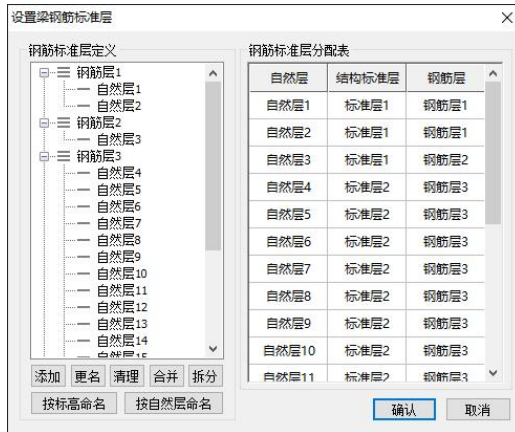 设置梁钢筋标准层
钢筋标准层定义
钢筋层1
自然层1
自然层2
钢筋层2
自然层3
钢筋层3
自然层4
自然层5
自然层6
自然层7
自然层8
自然层9
自然层10
自然层11
自然层12
自然层13
自然层14
自然层15
添加 更名 清理 合并 拆分
按标高命名 按自然层命名
钢筋标准层分配表
自然层 结构标准层 钢筋层
自然层1 标准层1 钢筋层1
自然层2 标准层1 钢筋层1
自然层3 标准层1 钢筋层2
自然层4 标准层2 钢筋层3
自然层5 标准层2 钢筋层3
自然层6 标准层2 钢筋层3
自然层7 标准层2 钢筋层3
自然层8 标准层2 钢筋层3
自然层9 标准层2 钢筋层3
自然层10 标准层2 钢筋层3
自然层11 标准层2 钢筋层3
确认 取消